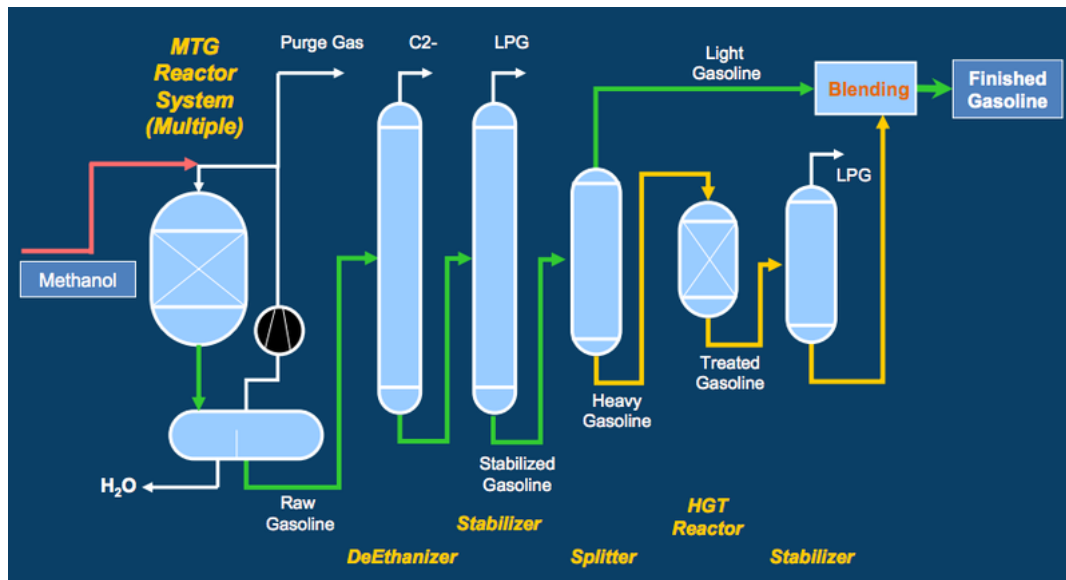 MTG
Reactor
System
(Multiple)
Purge Gas
C2-
LPG
Light
Gasoline
Blending
Finished
Gasoline
LPG
Methanol
Treated
Gasoline
Heavy
Gasoline
Stabilized
Gasoline
H₂O
Raw
Gasoline
HGT
Reactor
Stabilizer
DeEthanizer
Splitter
Stabilizer